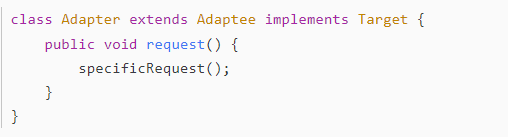 class Adapter extends Adaptee implements Target {
    public void request() {
        specificRequest();
    }
}